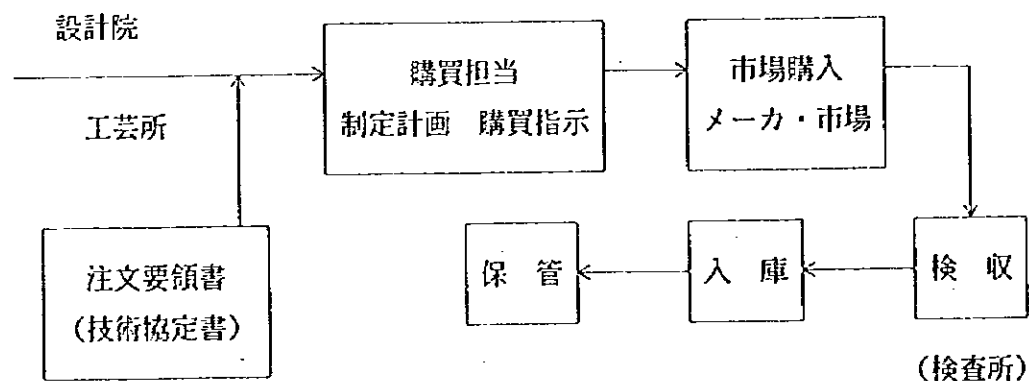 設計院
工芸所
購買担当
制定計画　購買指示
市場購入
メーカ・市場
注文要領書
(技術協定書)
保　管
入　庫
検　収
(検査所)